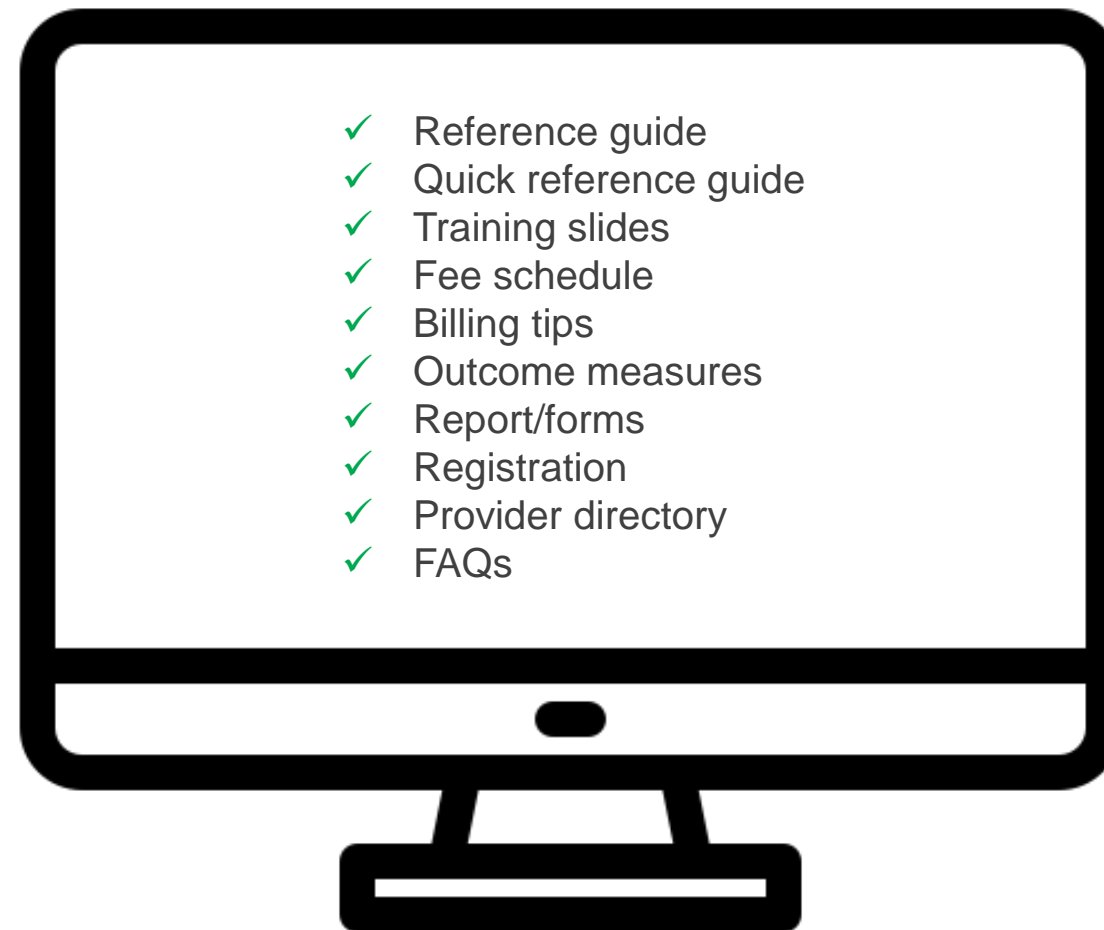 ✓ Reference guide
✓ Quick reference guide
✓ Training slides
✓ Fee schedule
✓ Billing tips
✓ Outcome measures
✓ Report/forms
✓ Registration
✓ Provider directory
✓ FAQs